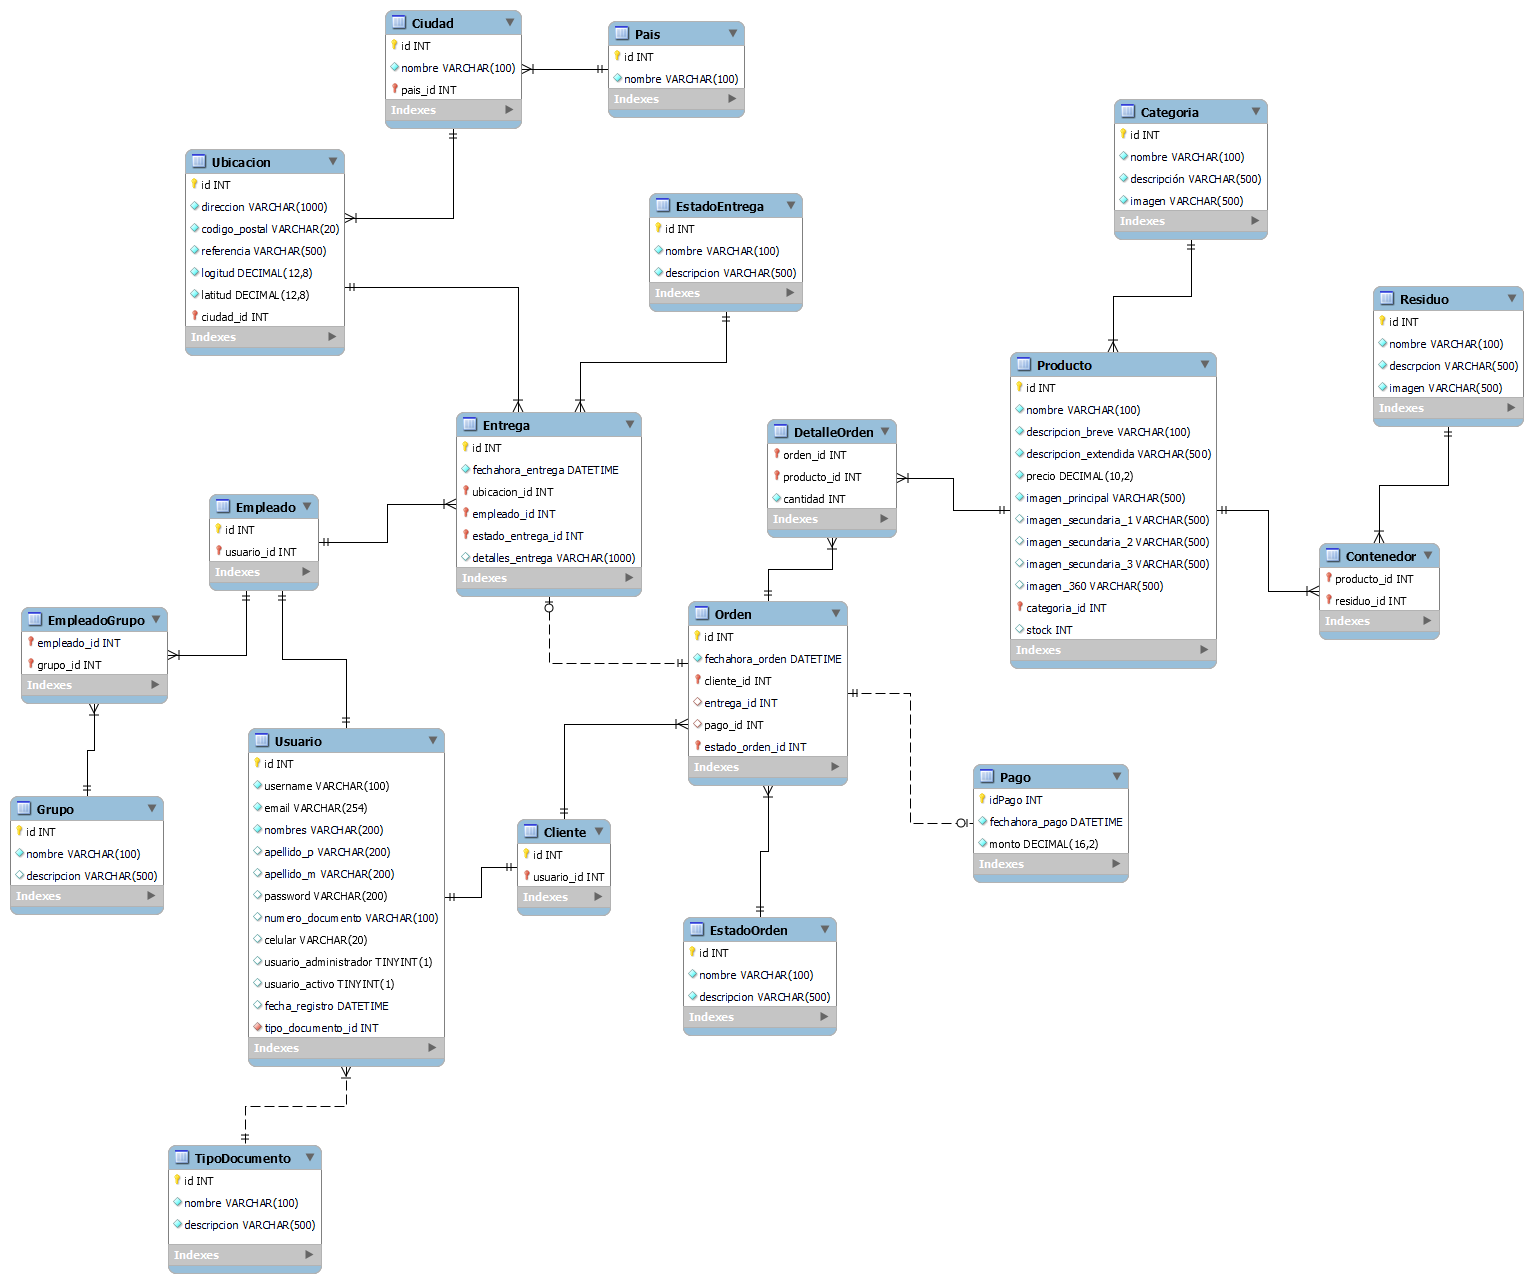 Ciudad
id INT
nombre VARCHAR(100)
pais_id INT
Indexes
Pais
id INT
nombre VARCHAR(100)
Indexes
Categoria
id INT
nombre VARCHAR(100)
descripción VARCHAR(500)
imagen VARCHAR(500)
Indexes
Ubicacion
id INT
direccion VARCHAR(1000)
codigo_postal VARCHAR(20)
referencia VARCHAR(500)
logitud DECIMAL(12,8)
latitud DECIMAL(12,8)
ciudad_id INT
Indexes
EstadoEntrega
id INT
nombre VARCHAR(100)
descripcion VARCHAR(500)
Indexes
Residuo
id INT
nombre VARCHAR(100)
descrpcion VARCHAR(500)
imagen VARCHAR(500)
Indexes
Producto
id INT
nombre VARCHAR(100)
descripcion_breve VARCHAR(100)
descripcion_extendida VARCHAR(500)
precio DECIMAL(10,2)
imagen_principal VARCHAR(500)
imagen_secundaria_1 VARCHAR(500)
imagen_secundaria_2 VARCHAR(500)
imagen_secundaria_3 VARCHAR(500)
imagen_360 VARCHAR(500)
categoria_id INT
stock INT
Indexes
Entrega
id INT
fechahora_entrega DATETIME
ubicacion_id INT
empleado_id INT
estado_entrega_id INT
detalles_entrega VARCHAR(1000)
Indexes
DetalleOrden
orden_id INT
producto_id INT
cantidad INT
Indexes
Empleado
id INT
usuario_id INT
Indexes
Contenedor
producto_id INT
residuo_id INT
Indexes
EmpleadoGrupo
empleado_id INT
grupo_id INT
Indexes
Orden
id INT
fechahora_orden DATETIME
cliente_id INT
entrega_id INT
pago_id INT
estado_orden_id INT
Indexes
Usuario
id INT
username VARCHAR(100)
email VARCHAR(254)
nombres VARCHAR(200)
apellido_p VARCHAR(200)
apellido_m VARCHAR(200)
password VARCHAR(200)
numero_documento VARCHAR(100)
celular VARCHAR(20)
usuario_administrador TINYINT(1)
usuario_activo TINYINT(1)
fecha_registro DATETIME
tipo_documento_id INT
Indexes
Pago
idPago INT
fechahora_pago DATETIME
monto DECIMAL(16,2)
Indexes
Grupo
id INT
nombre VARCHAR(100)
descripcion VARCHAR(500)
Indexes
Cliente
id INT
usuario_id INT
Indexes
EstadoOrden
id INT
nombre VARCHAR(100)
descripcion VARCHAR(500)
Indexes
TipoDocumento
id INT
nombre VARCHAR(100)
descripcion VARCHAR(500)
Indexes